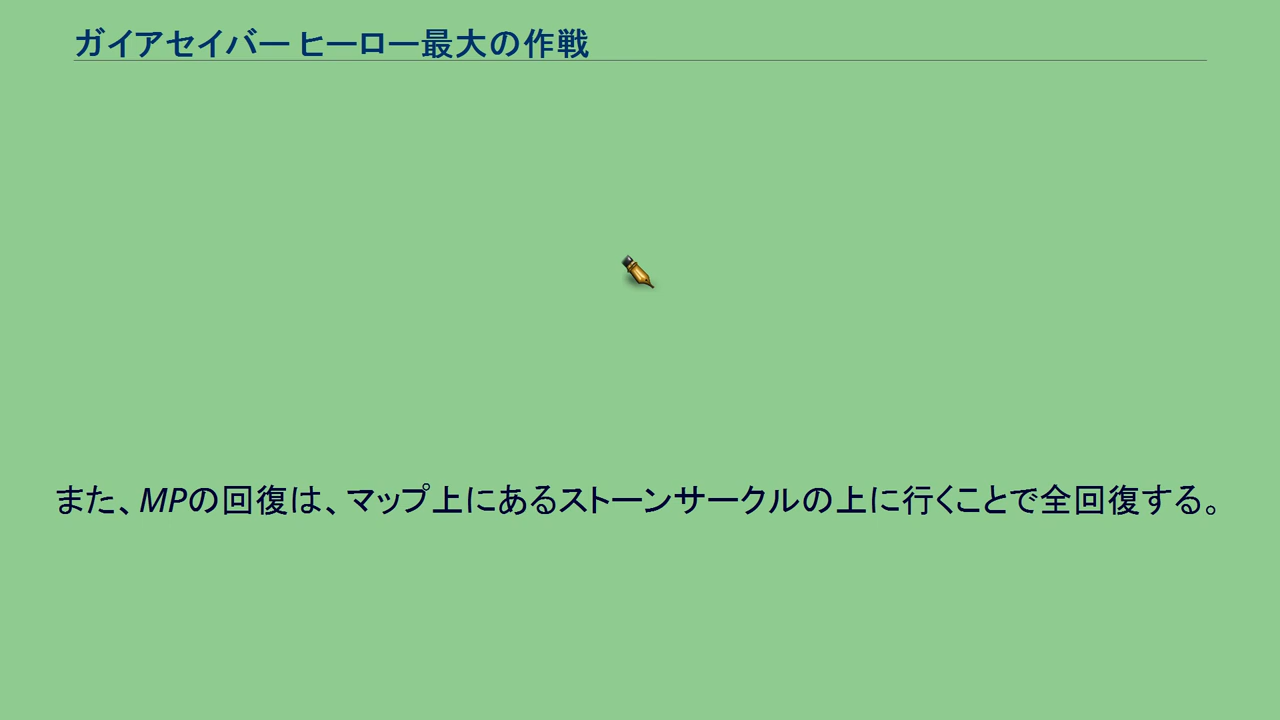 ガイアセイバー ヒーロー最大の作戦
また、MPの回復は、マップ上にあるストーンサークルの上に行くことで全回復する。